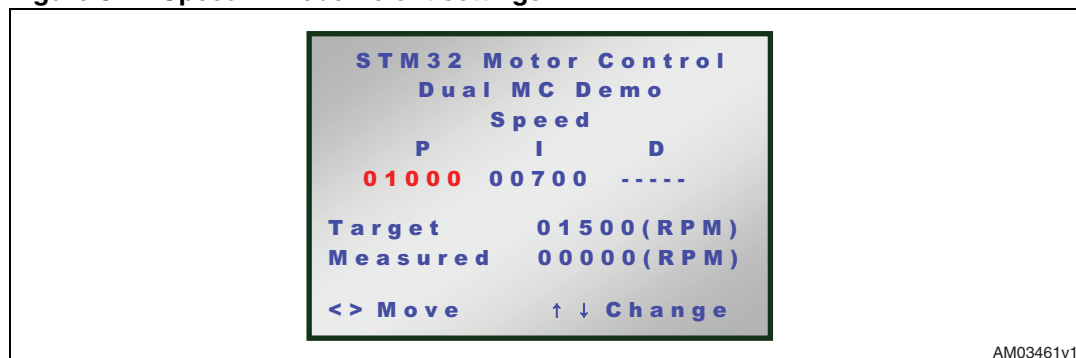 STM32 Motor Control
Dual MC Demo
Speed
P I D
01000 00700 -----
Target 01500(RPM)
Measured 00000(RPM)
<> Move ↑ ↓ Change
AM03461v1